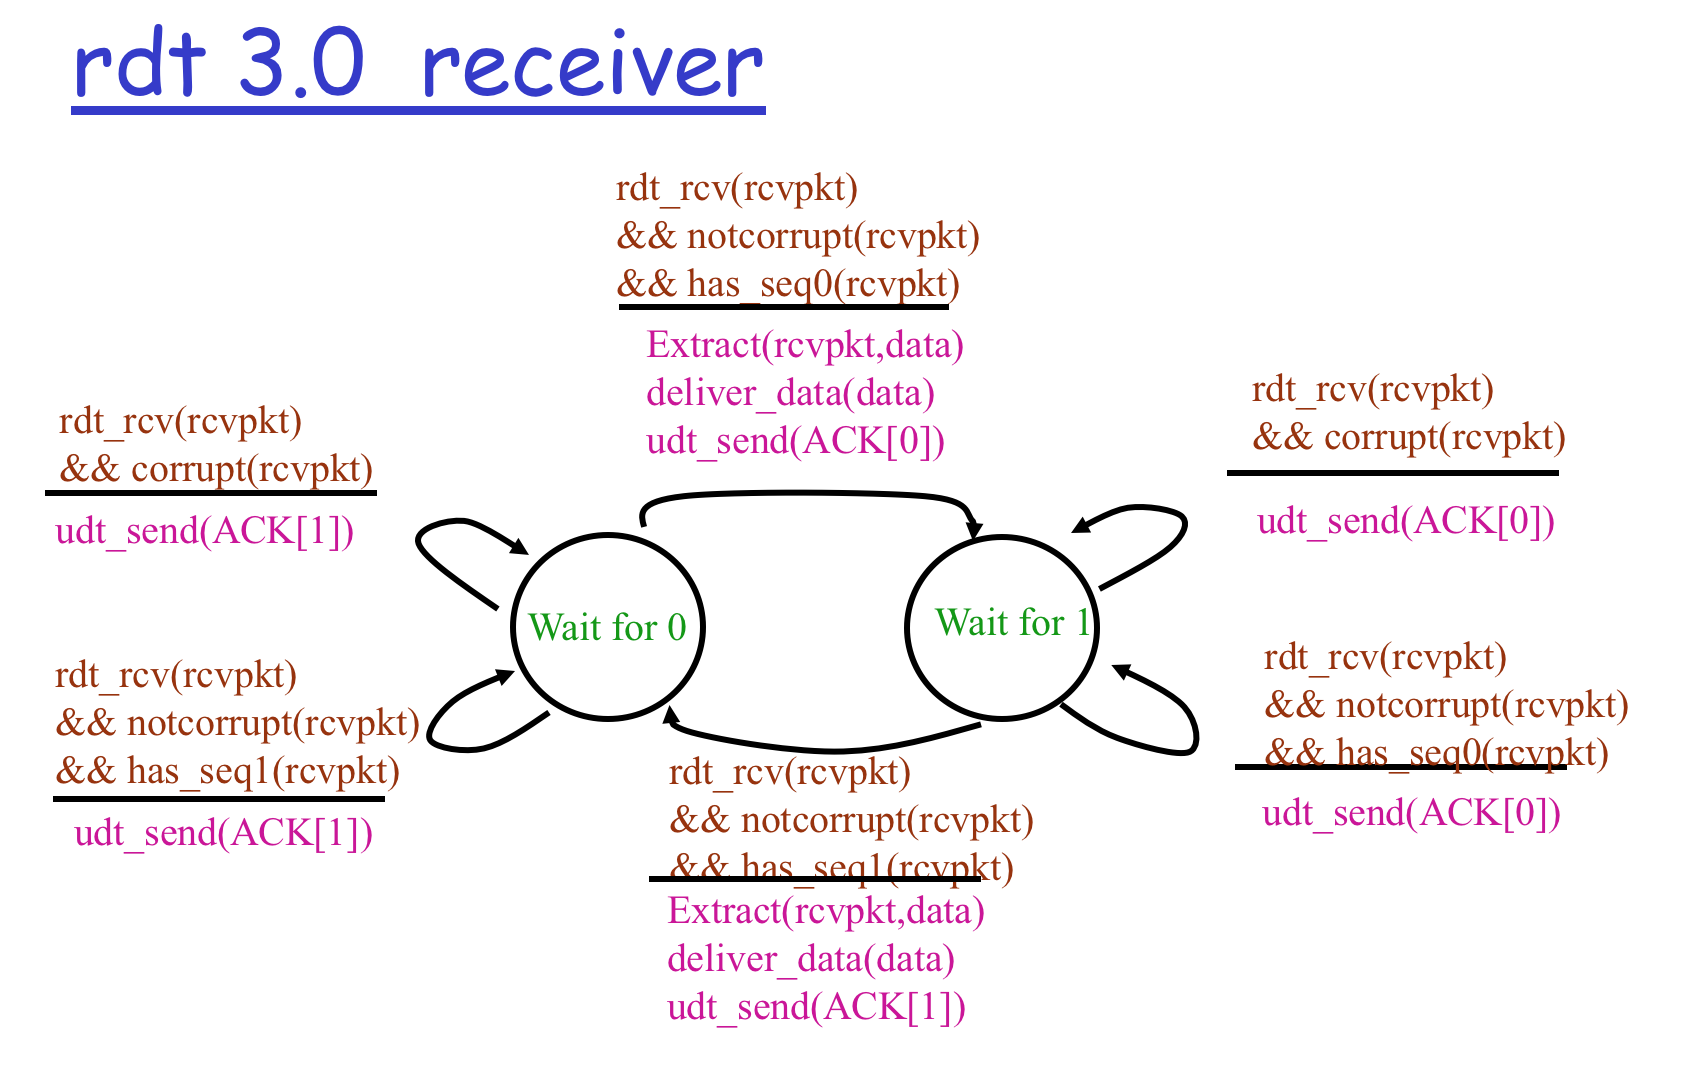 rdt 3.0 receiver
rdt_rcv(rcvpkt)
&& notcorrupt(rcvpkt)
&& has_seq0(rcvpkt)
Extract(rcvpkt,data)
deliver_data(data)
udt_send(ACK[0])
rdt_rcv(rcvpkt)
&& corrupt(rcvpkt)
udt_send(ACK[1])
rdt_rcv(rcvpkt)
&& corrupt(rcvpkt)
udt_send(ACK[0])
Wait for 0
Wait for 1
rdt_rcv(rcvpkt)
&& notcorrupt(rcvpkt)
&& has_seq1(rcvpkt)
udt_send(ACK[1])
rdt_rcv(rcvpkt)
&& notcorrupt(rcvpkt)
&& has_seq0(rcvpkt)
udt_send(ACK[0])
rdt_rcv(rcvpkt)
&& notcorrupt(rcvpkt)
&& has_seq1(rcvpkt)
Extract(rcvpkt,data)
deliver_data(data)
udt_send(ACK[1])